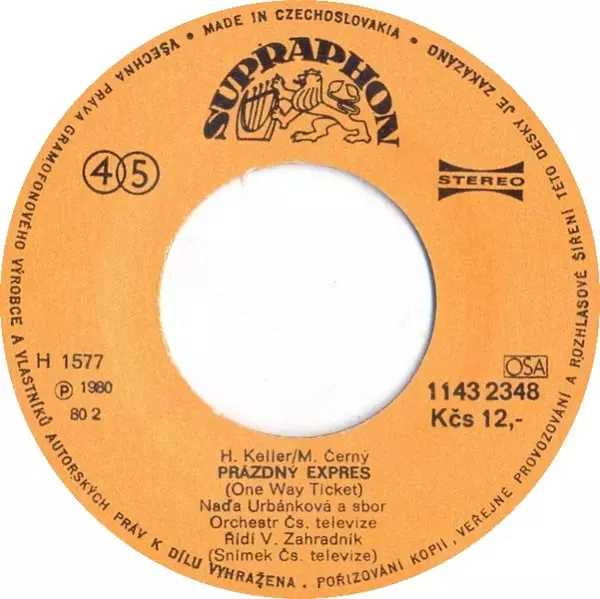 VŠECHNA PRÁVA GRAMOFONOVÉHO VÝROBCE A VLASTNÍKŮ AUTORSKÝCH PRÁV K DÍLU VYHRAŽENA. POŘIZOVÁNÍ KOPIÍ, VEŘEJNÉ PROVOZOVÁNÍ A ROZHLASOVÉ ŠÍŘENÍ TÉTO DESKY JE ZAKÁZÁNO • MADE IN CZECHOSLOVAKIA •
SUPRAPHON
45
STEREO
H 1577
℗ 1980
80 2
OSA
1143 2348
Kčs 12,-
H. Keller/M. Černý
PRÁZDNÝ EXPRES
(One Way Ticket)
Naďa Urbánková a sbor
Orchestr Čs. televize
Řídí V. Zahradník
(Snímek Čs. televize)